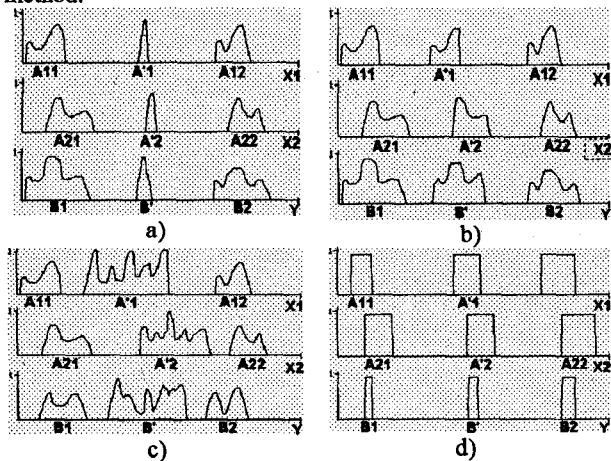 method.
A11 A'1 A12 X1
A21 A'2 A22 X2
B1 B' B2 Y
a)
A11 A'1 A12 X1
A21 A'2 A22 X2
B1 B' B2 Y
b)
A11 A'1 A12 X1
A21 A'2 A22 X2
B1 B' B2 Y
c)
A11 A'1 X1
A21 A'2 A22 X2
B1 B' B2 Y
d)